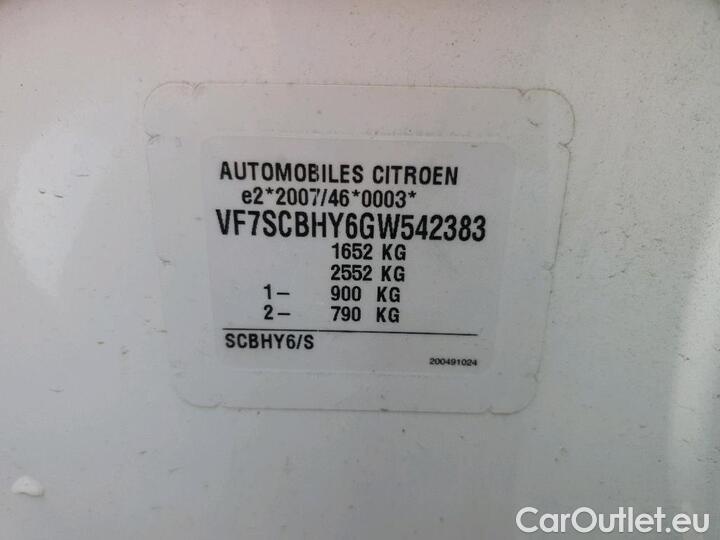 AUTOMOBILES CITROEN
e2*2007/46*0003*
VF7SCBHY6GW542383
1652 KG
2552 KG
1- 900 KG
2- 790 KG
SCBHY6/S
200491024
CarOutlet.eu